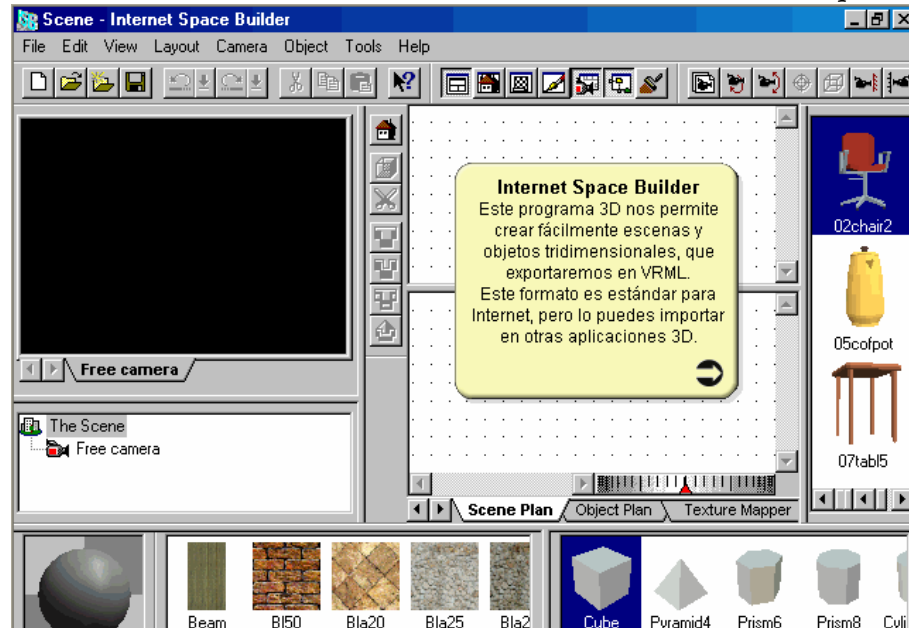 Scene - Internet Space Builder
File Edit View Layout Camera Object Tools Help
Internet Space Builder
Este programa 3D nos permite
crear fácilmente escenas y
objetos tridimensionales, que
exportaremos en VRML.
Este formato es estándar para
Internet, pero lo puedes importar
en otras aplicaciones 3D.
02chair2
05cofpot
07tabl5
Free camera
The Scene
Free camera
Scene Plan Object Plan Texture Mapper
Beam Bl50 Bla20 Bla25 Bla2
Cube Pyramid4 Prism6 Prism8 Cyli